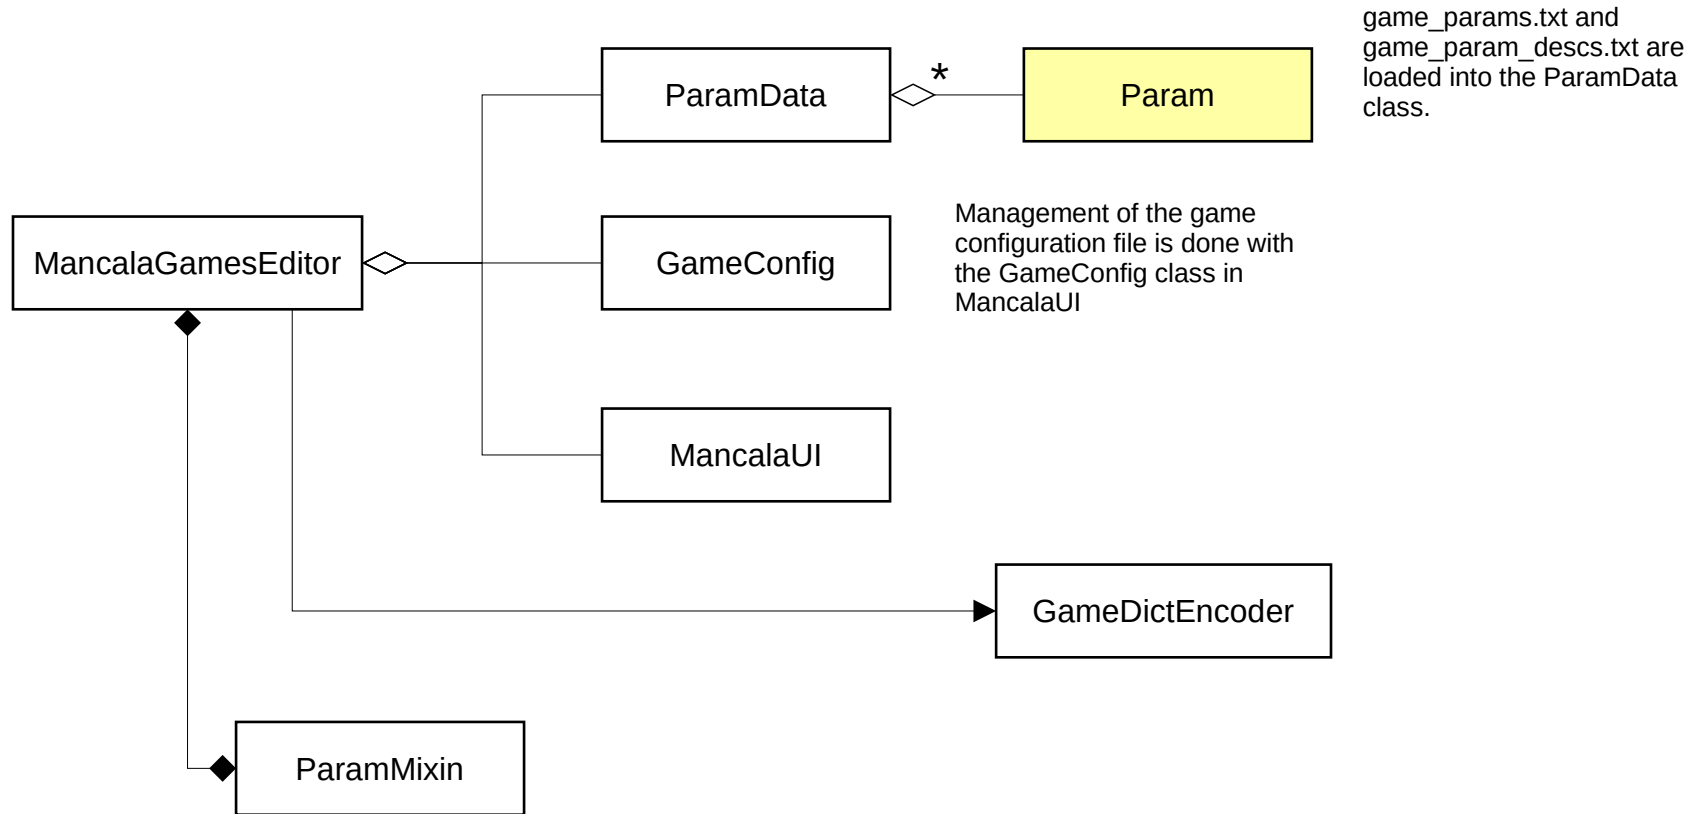 game_params.txt and
game_param_descs.txt are
loaded into the ParamData
class.
ParamData
*
Param
MancalaGamesEditor
GameConfig
Management of the game
configuration file is done with
the GameConfig class in
MancalaUI
MancalaUI
GameDictEncoder
ParamMixin